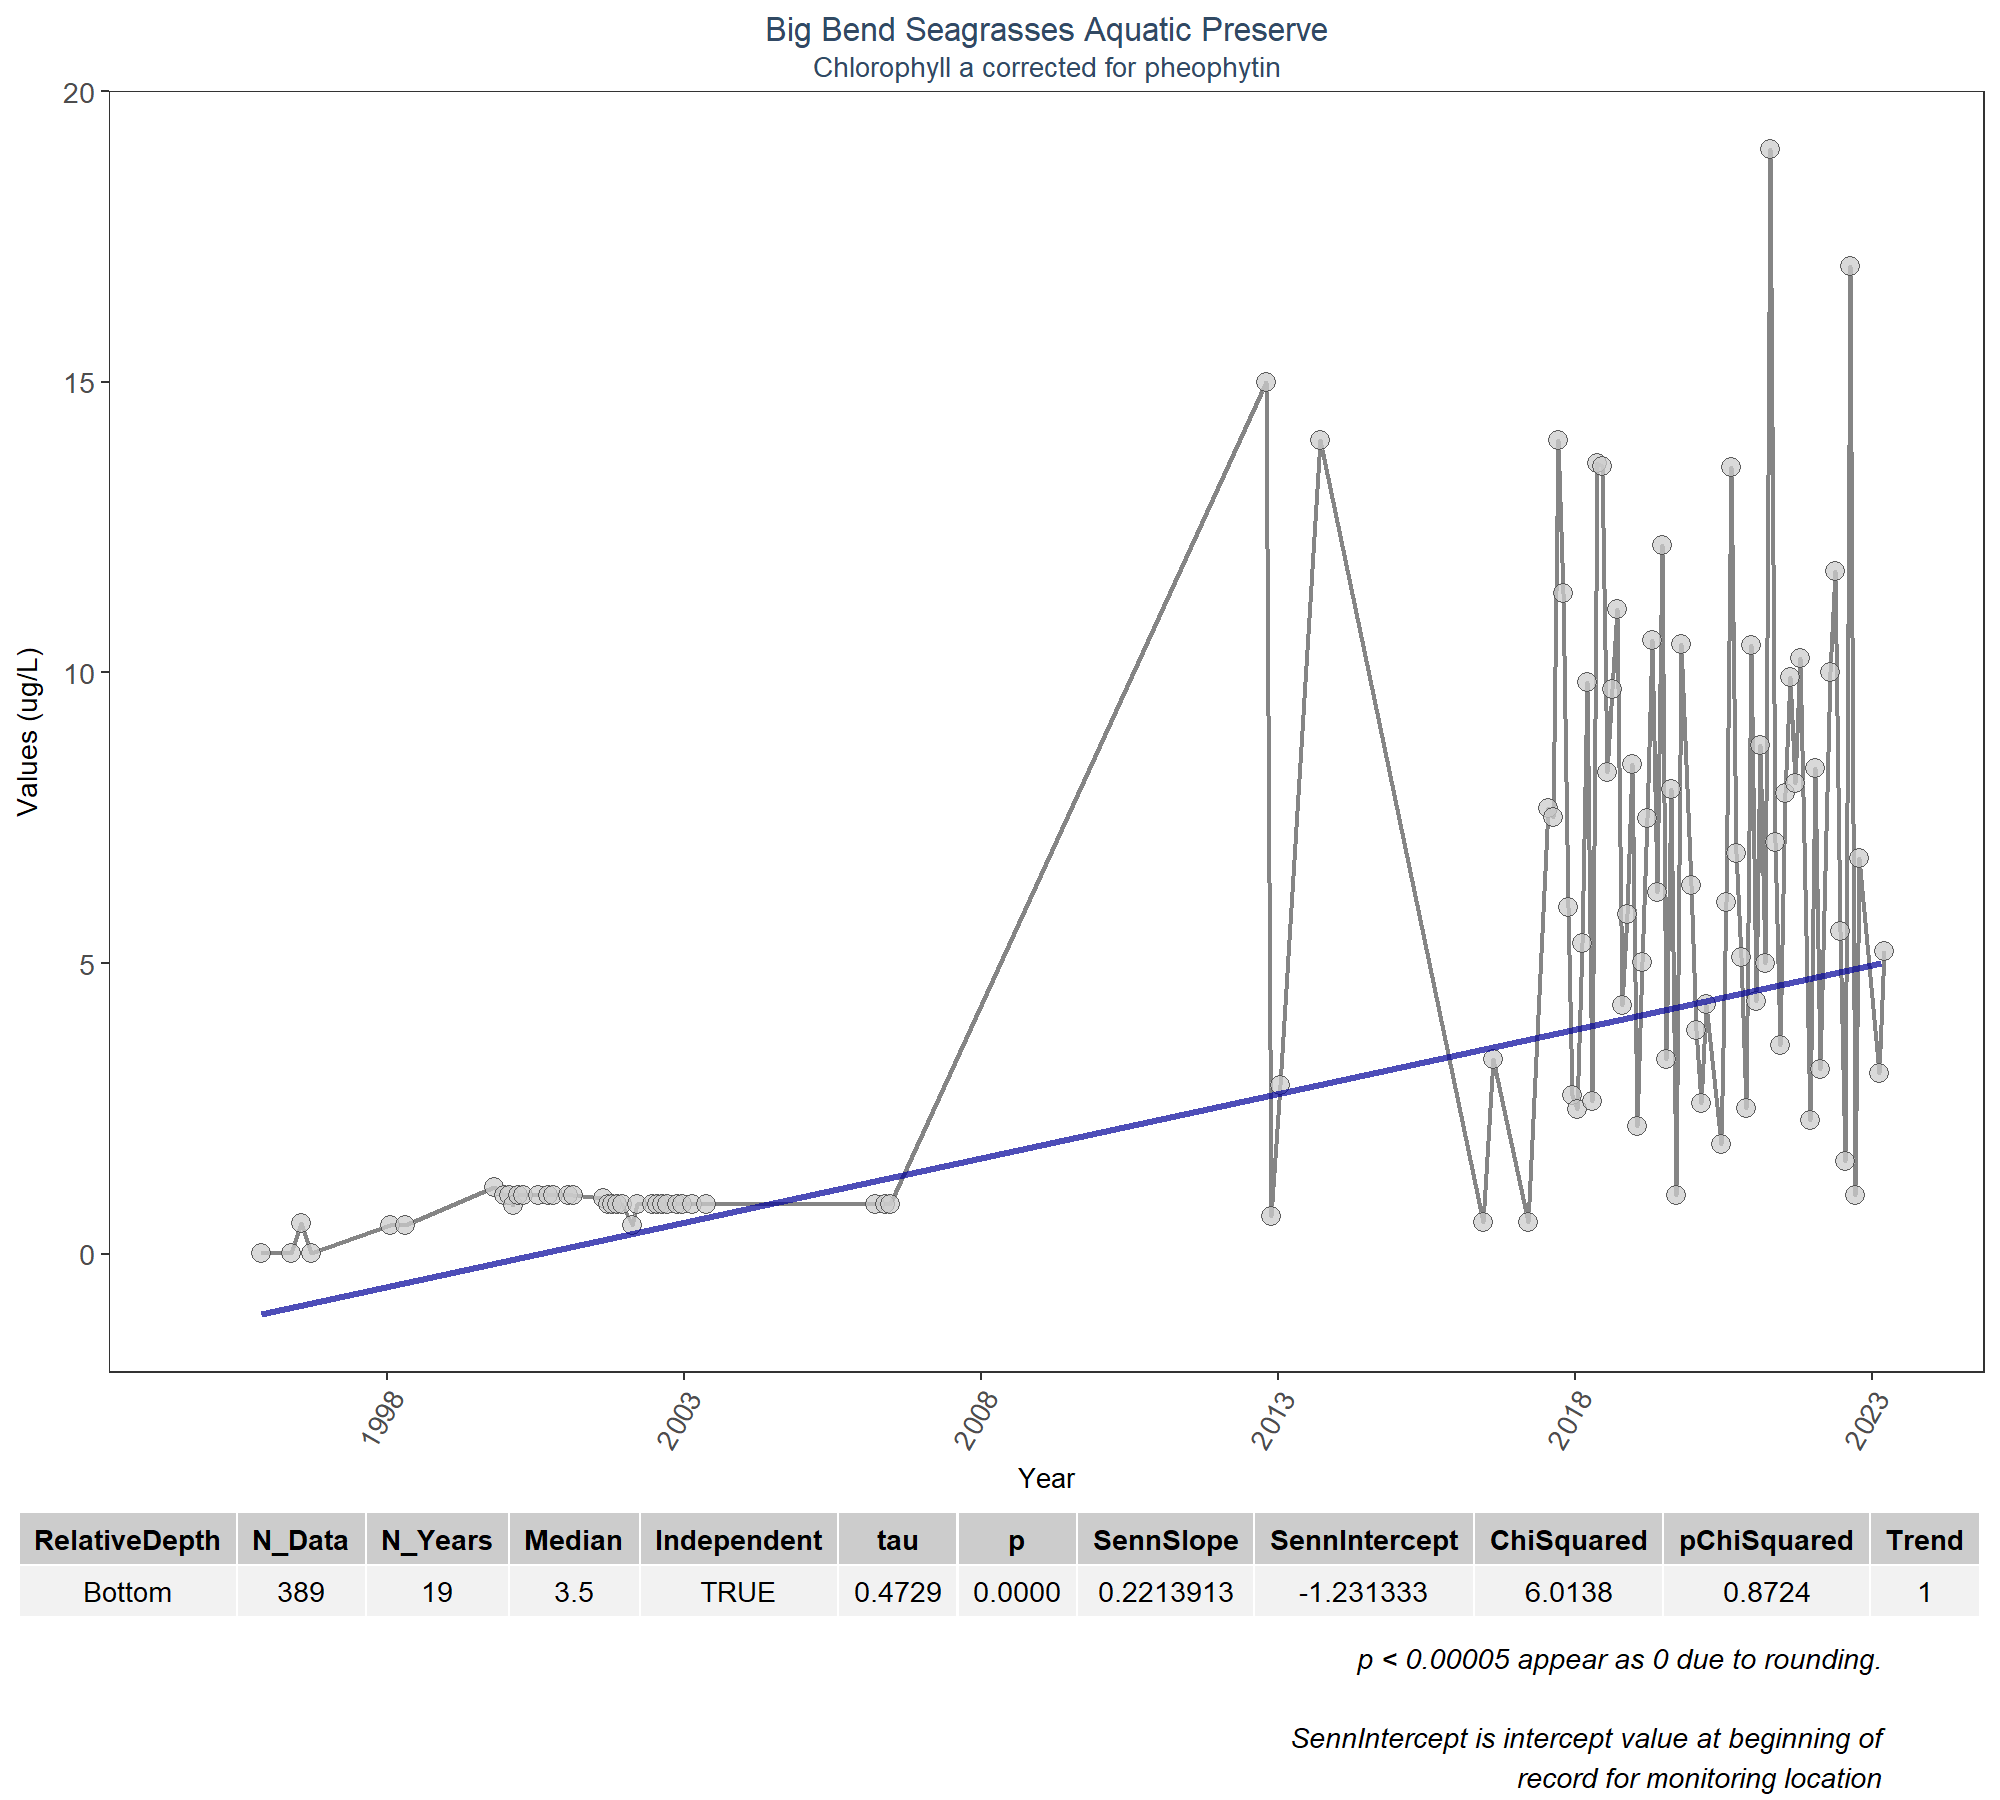 Big Bend Seagrasses Aquatic Preserve
Chlorophyll a corrected for pheophytin
20
15
10
5
0
Values (ug/L)
1998 2003 2008 2013 2018 2023
Year
RelativeDepth N_Data N_Years Median Independent tau p SennSlope SennIntercept ChiSquared pChiSquared Trend
Bottom 389 19 3.5 TRUE 0.4729 0.0000 0.2213913 -1.231333 6.0138 0.8724 1
p < 0.00005 appear as 0 due to rounding.
SennIntercept is intercept value at beginning of
record for monitoring location